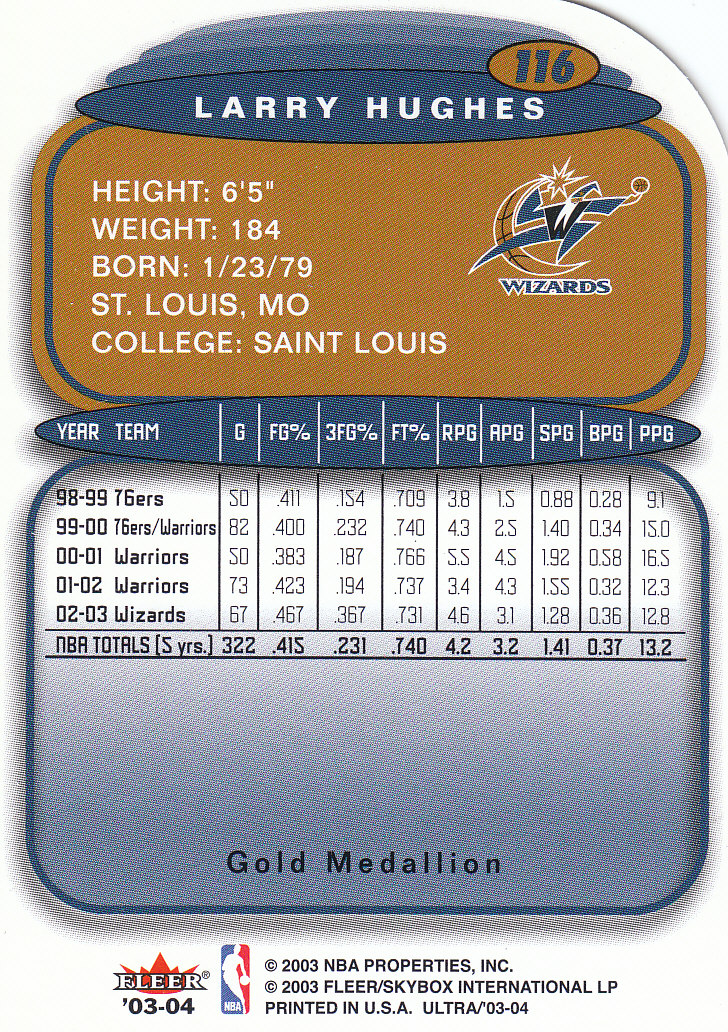 116
LARRY HUGHES
HEIGHT: 6'5"
WEIGHT: 184
BORN: 1/23/79
ST. LOUIS, MO
COLLEGE: SAINT LOUIS
W
WIZARDS
YEAR TEAM G FG% 3FG% FT% RPG APG SPG BPG PPG
98-99 76ers 50 .411 .154 .709 3.8 1.5 0.88 0.28 9.1
99-00 76ers/Warriors 82 .400 .232 .740 4.3 2.5 1.40 0.34 15.0
00-01 Warriors 50 .383 .187 .766 5.5 4.5 1.92 0.58 16.5
01-02 Warriors 73 .423 .194 .737 3.4 4.3 1.55 0.32 12.3
02-03 Wizards 67 .467 .367 .731 4.6 3.1 1.28 0.36 12.8
NBA TOTALS (5 yrs.) 322 .415 .231 .740 4.2 3.2 1.41 0.37 13.2
Gold Medallion
FLEER®
'03-04
NBA
© 2003 NBA PROPERTIES, INC.
© 2003 FLEER/SKYBOX INTERNATIONAL LP
PRINTED IN U.S.A. ULTRA/'03-04